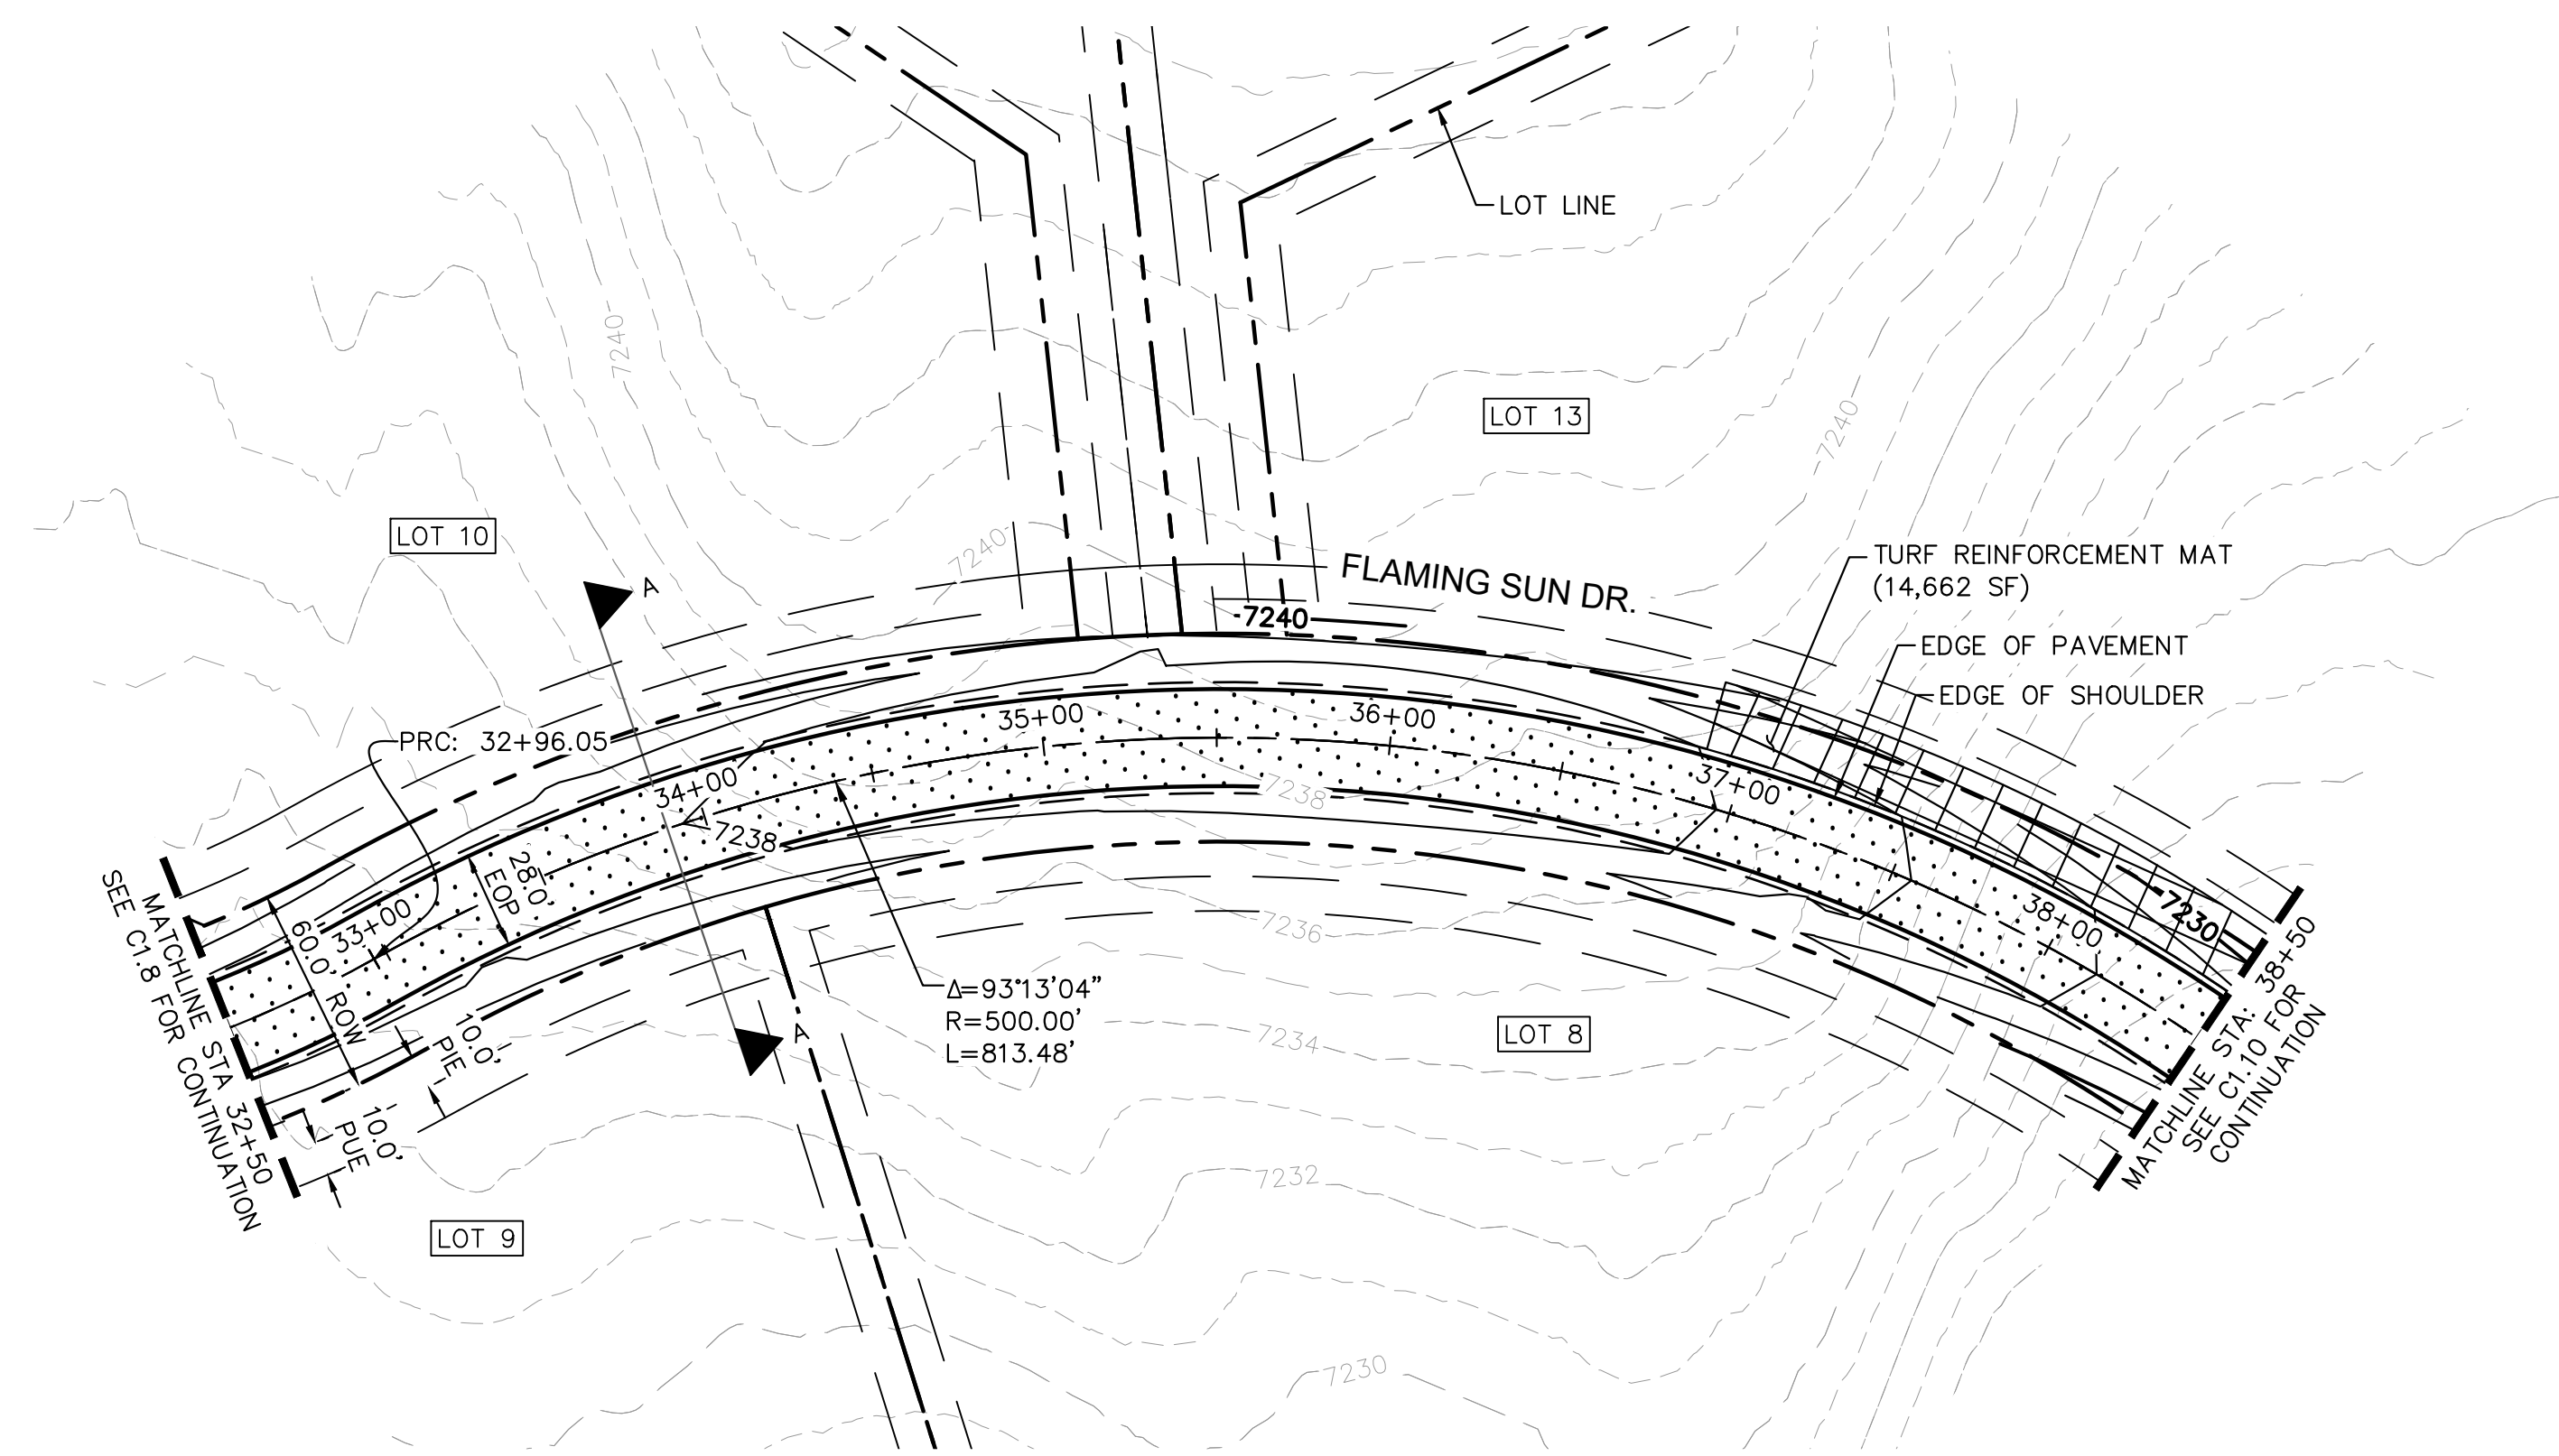 LOT LINE
7240
LOT 13
7240
LOT 10
7240
FLAMING SUN DR.
TURF REINFORCEMENT MAT
(14,662 SF)
A
7240
EDGE OF PAVEMENT
EDGE OF SHOULDER
PRC: 32+96.05
35+00
36+00
34+00
37+00
7238
7238
28.0'
EOP
33+00
38+00
7230
60.0' ROW
7236
MATCHLINE STA 32+50
SEE C1.8 FOR CONTINUATION
MATCHLINE STA: 38+50
SEE C1.10 FOR
CONTINUATION
Δ=93°13'04"
R=500.00'
L=813.48'
A
10.0'
PIE
7234
LOT 8
10.0'
PUE
7232
LOT 9
7230